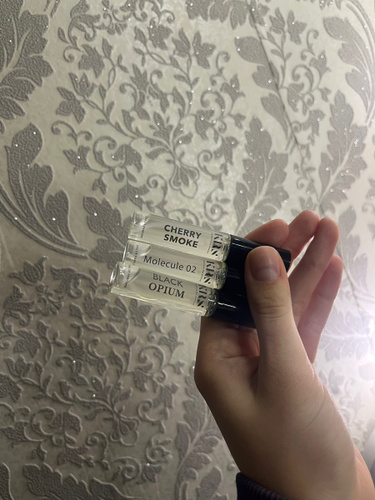 CHERRY
SMOKE
Molecule 02
BLACK
OPIUM